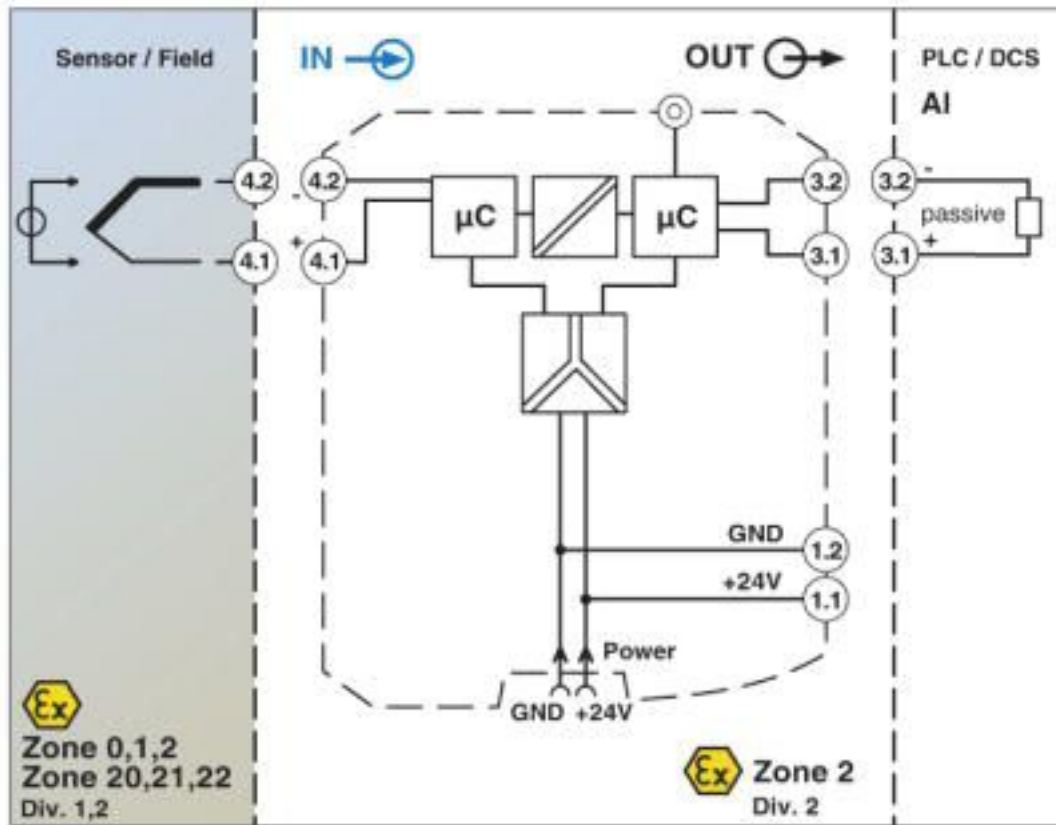 Sensor / Field
IN
OUT
PLC / DCS
AI
4.2
4.2
-
µC
µC
3.2
3.2
-
passive
+
4.1
4.1
3.1
3.1
+
GND
1.2
+24V
1.1
Power
GND +24V
Ex
Zone 0,1,2
Zone 20,21,22
Div. 1,2
Ex
Zone 2
Div. 2